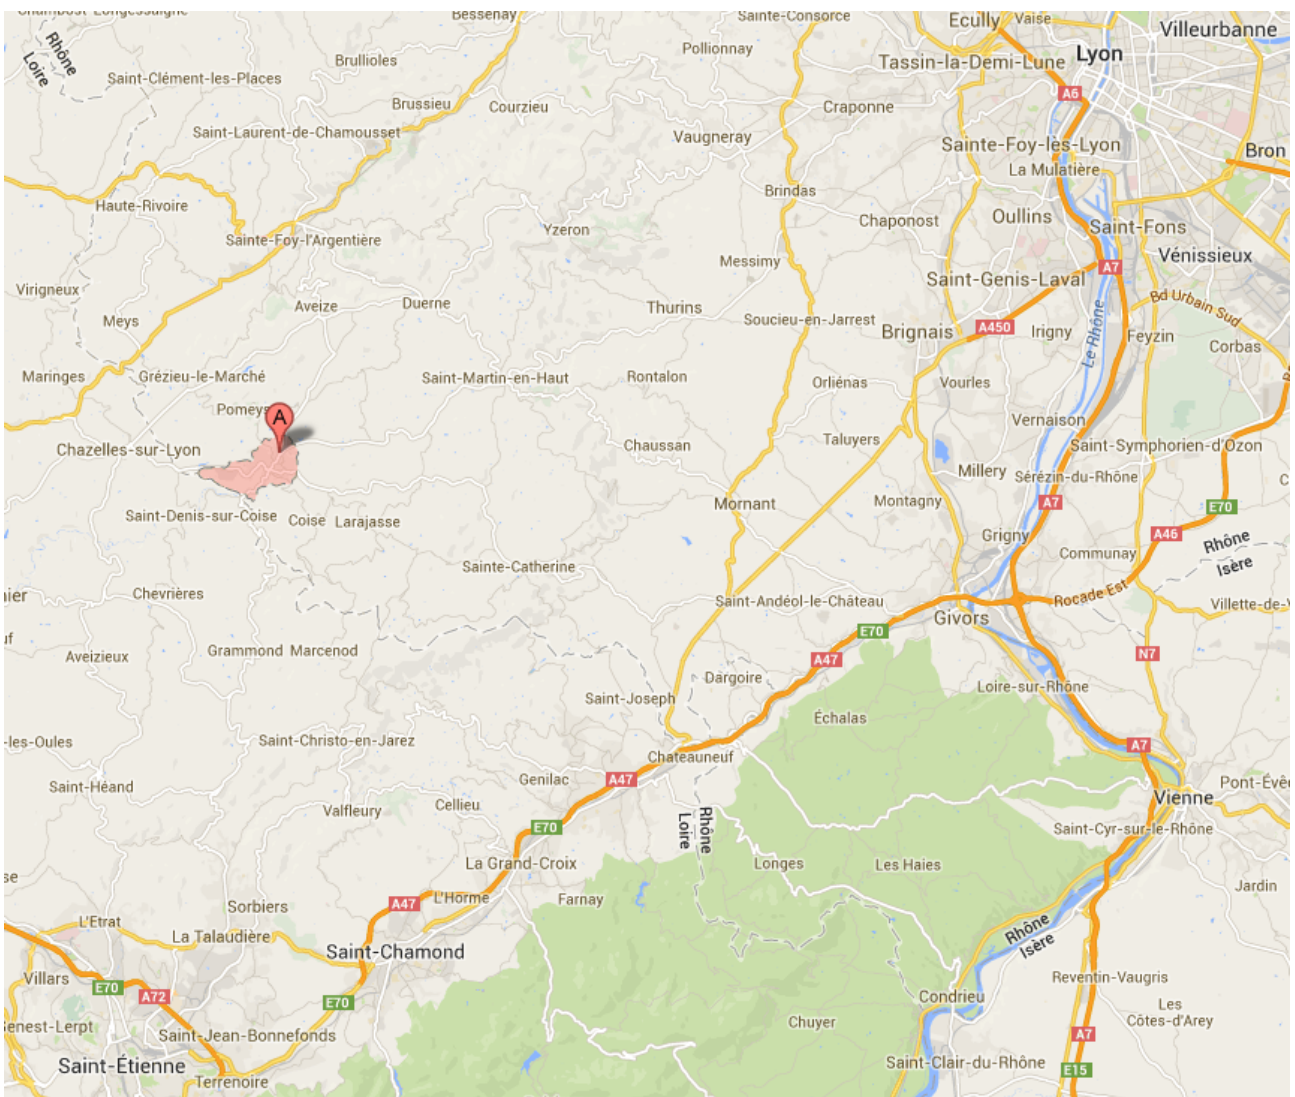 Chambost-Longessaigne
Bessenay
Sainte-Consorce
Ecully
Vaise
Villeurbanne
Rhône
Loire
Brullioles
Pollionnay
Tassin-la-Demi-Lune
Lyon
Saint-Clément-les-Places
Brussieu
Courzieu
Craponne
A6
Saint-Laurent-de-Chamousset
Vaugneray
Sainte-Foy-lès-Lyon
Bron
La Mulatière
Haute-Rivoire
Brindas
Chaponost
Oullins
Saint-Fons
Sainte-Foy-l'Argentière
Yzeron
Messimy
Vénissieux
A7
Virigneux
Saint-Genis-Laval
Bd Urbain Sud
Aveize
Duerne
Thurins
Meys
Soucieu-en-Jarrest
Brignais
A450
Irigny
Le Rhône
Feyzin
Corbas
Maringes
Grézieu-le-Marché
Saint-Martin-en-Haut
Rontalon
Orliénas
Vourles
Pomeys
A
Vernaison
Chazelles-sur-Lyon
Chaussan
Taluyers
Saint-Symphorien-d'Ozon
Millery
Sérézin-du-Rhône
Mornant
Montagny
A7
E70
Saint-Denis-sur-Coise
Coise
Larajasse
Grigny
A46
Rhône
Isère
Communay
Sainte-Catherine
Chevrières
Saint-Andéol-le-Château
Rocade Est
Givors
Villette-de-V
E70
Grammond
Marcenod
Aveizieux
A47
N7
Dargoire
Saint-Joseph
Loire-sur-Rhône
Échalas
-les-Oules
Saint-Christo-en-Jarez
Chateauneuf
A7
Saint-Héand
Genilac
A47
Pont-Évê
Vienne
Valfleury
Cellieu
E70
Rhône
Loire
Saint-Cyr-sur-le-Rhône
La Grand-Croix
Longes
Les Haies
Jardin
L'Horme
Farnay
A47
Sorbiers
L'Etrat
La Talaudière
Saint-Chamond
Rhône
Isère
Villars
E70
A72
E70
Reventin-Vaugris
Condrieu
Les
Côtes-d'Arey
Chuyer
enest-Lerpt
Saint-Jean-Bonnefonds
A7
Saint-Étienne
Terrenoire
Saint-Clair-du-Rhône
E15